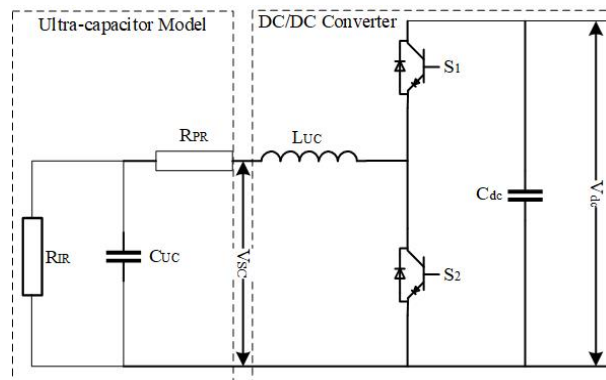 Ultra-capacitor Model
DC/DC Converter
S1
RPR
LUC
Cdc
Vdc
RIR
CUC
VSC
S2